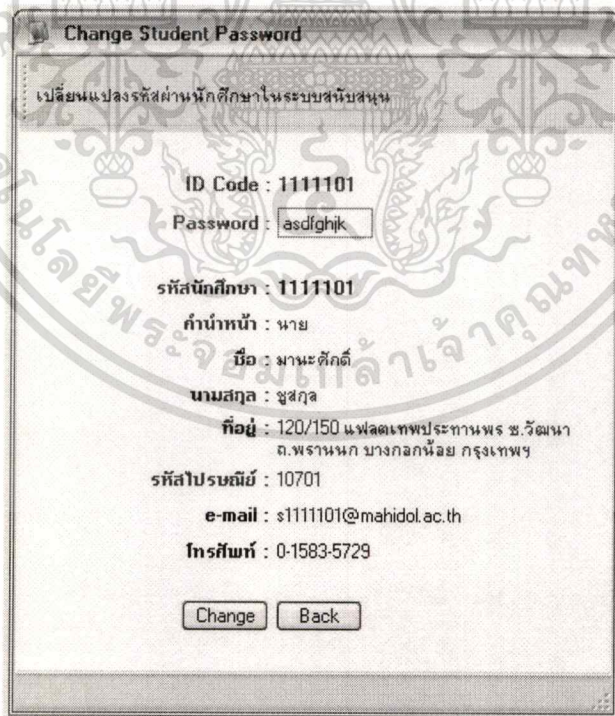 Change Student Password
เปลี่ยนแปลงรหัสผ่านนักศึกษาในระบบสนับสนุน
ID Code : 1111101
Password : asdfghjk
รหัสนักศึกษา : 1111101
คำนำหน้า : นาย
ชื่อ : มานะศักดิ์
นามสกุล : ชูสกุล
ที่อยู่ : 120/150 แฟลตเทพประทานพร ซ.วัฒนา
ถ.พรานนก บางกอกน้อย กรุงเทพฯ
รหัสไปรษณีย์ : 10701
e-mail : s1111101@mahidol.ac.th
โทรศัพท์ : 0-1583-5729
Change Back